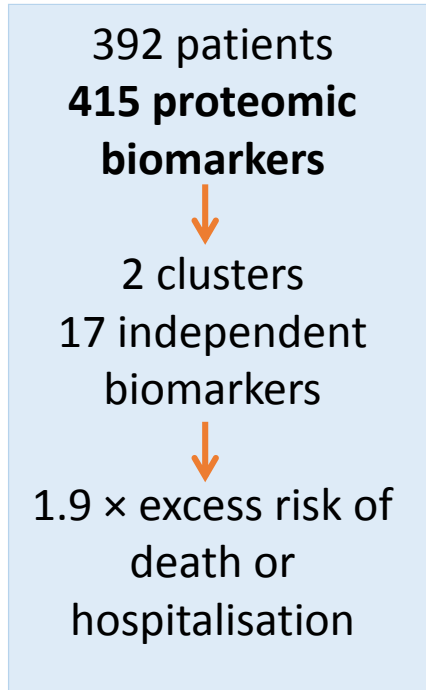 392 patients
415 proteomic
biomarkers
2 clusters
17 independent
biomarkers
1.9 × excess risk of
death or
hospitalisation